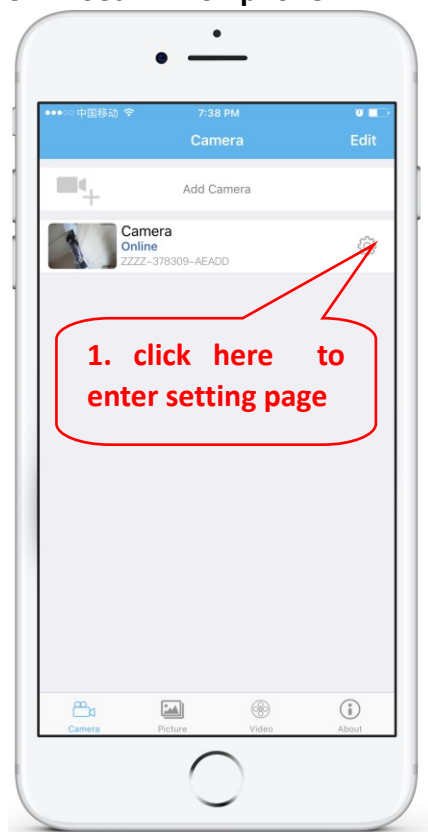 中国移动 7:38 PM
Camera Edit
Add Camera
Camera
Online
ZZZZ-378309-AEADD
1. click here to
enter setting page
Camera Picture Video About